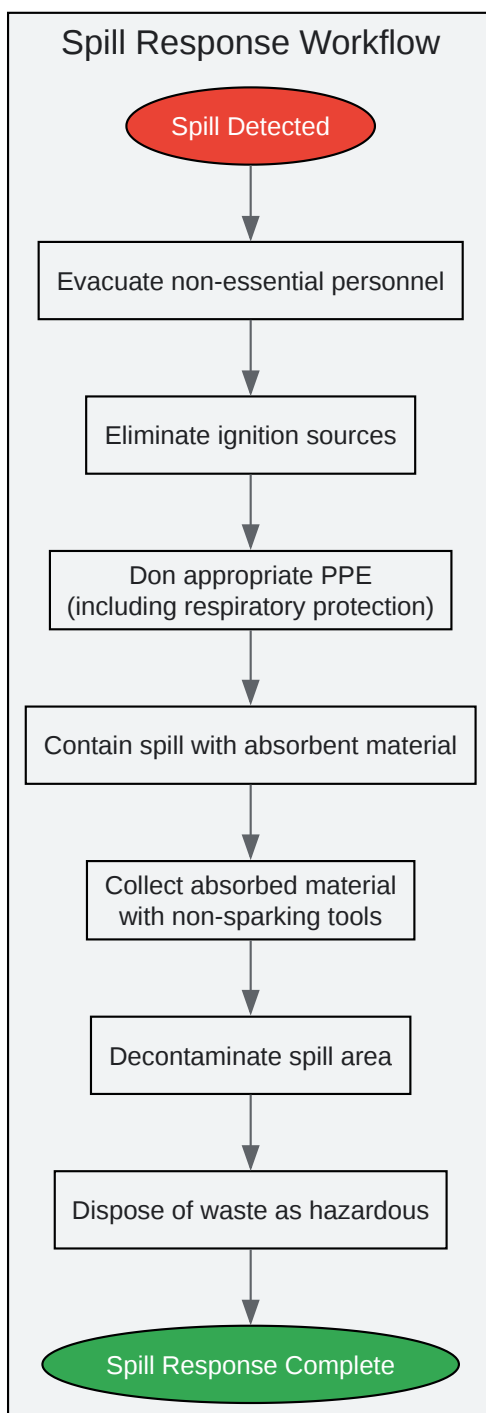 Spill Response Workflow
Spill Detected
Evacuate non-essential personnel
Eliminate ignition sources
Don appropriate PPE
(including respiratory protection)
Contain spill with absorbent material
Collect absorbed material
with non-sparking tools
Decontaminate spill area
Dispose of waste as hazardous
Spill Response Complete